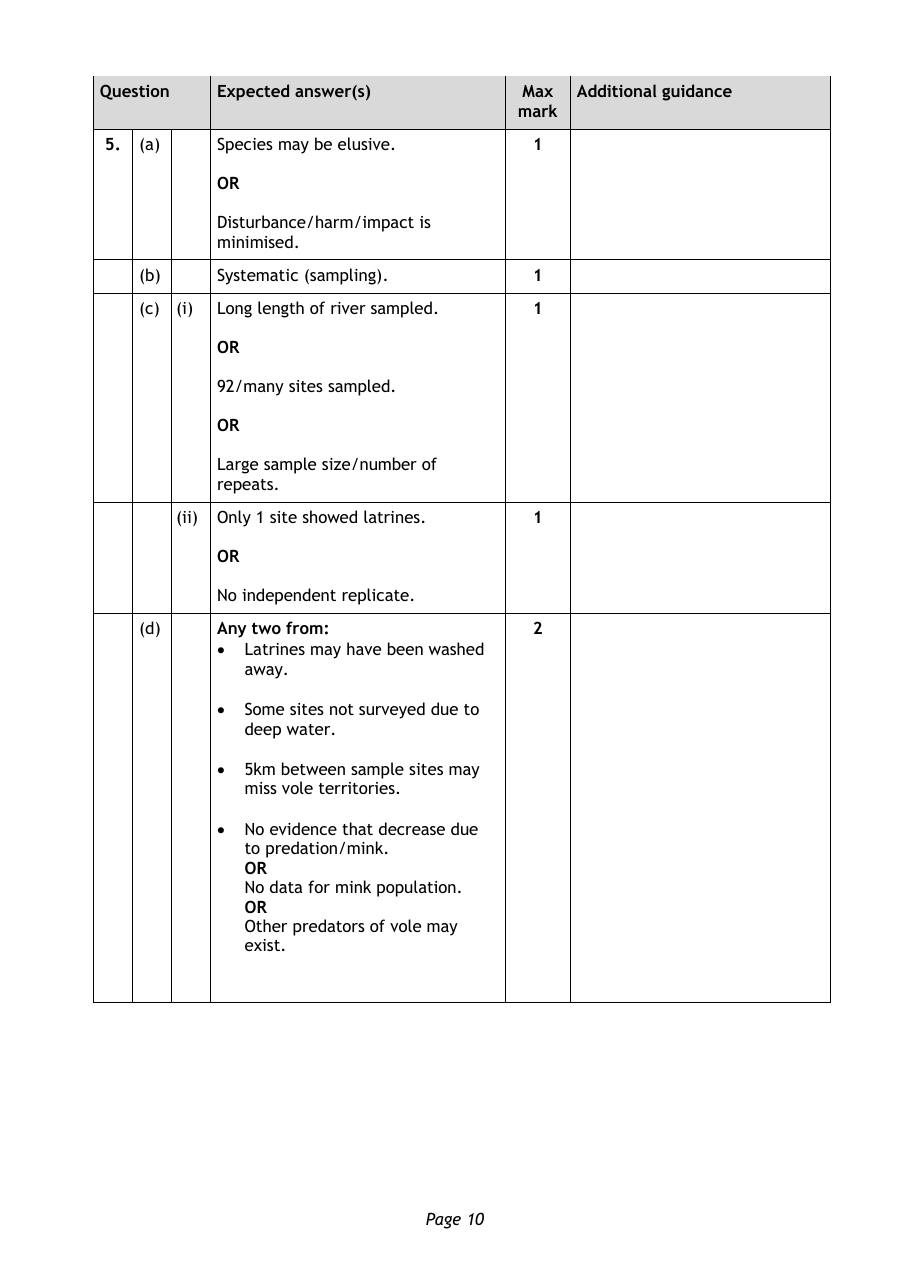 Question Expected answer(s) Max mark Additional guidance
5. (a) Species may be elusive. 1
OR
Disturbance/harm/impact is
minimised.
(b) Systematic (sampling). 1
(c) (i) Long length of river sampled. 1
OR
92/many sites sampled.
OR
Large sample size/number of
repeats.
(ii) Only 1 site showed latrines. 1
OR
No independent replicate.
(d) Any two from: 2
• Latrines may have been washed
away.
• Some sites not surveyed due to
deep water.
• 5km between sample sites may
miss vole territories.
• No evidence that decrease due
to predation/mink.
OR
No data for mink population.
OR
Other predators of vole may
exist.
Page 10